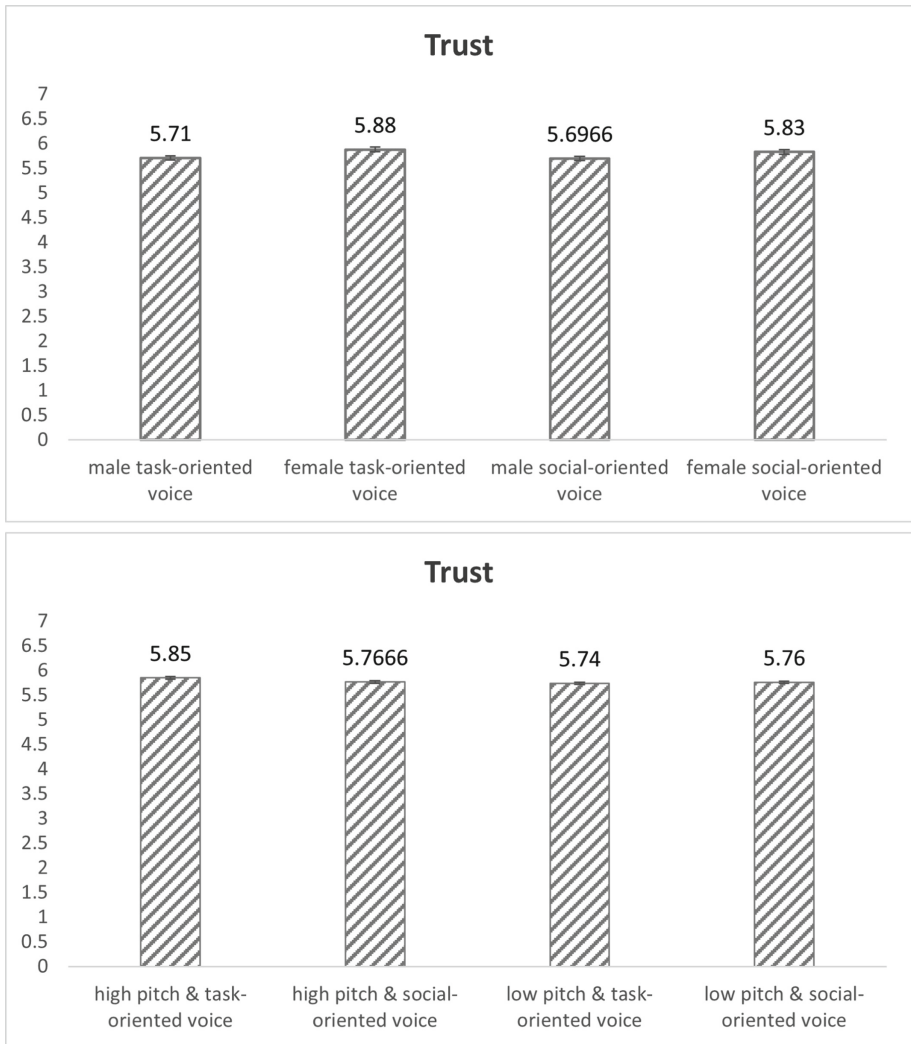 Trust
7
6.5
6
5.5
5
4.5
4
3.5
3
2.5
2
1.5
1
0.5
0
5.71
5.88
5.6966
5.83
male task-oriented
voice
female task-oriented
voice
male social-oriented
voice
female social-oriented
voice
Trust
7
6.5
6
5.5
5
4.5
4
3.5
3
2.5
2
1.5
1
0.5
0
5.85
5.7666
5.74
5.76
high pitch & task-
oriented voice
high pitch & social-
oriented voice
low pitch & task-
oriented voice
low pitch & social-
oriented voice